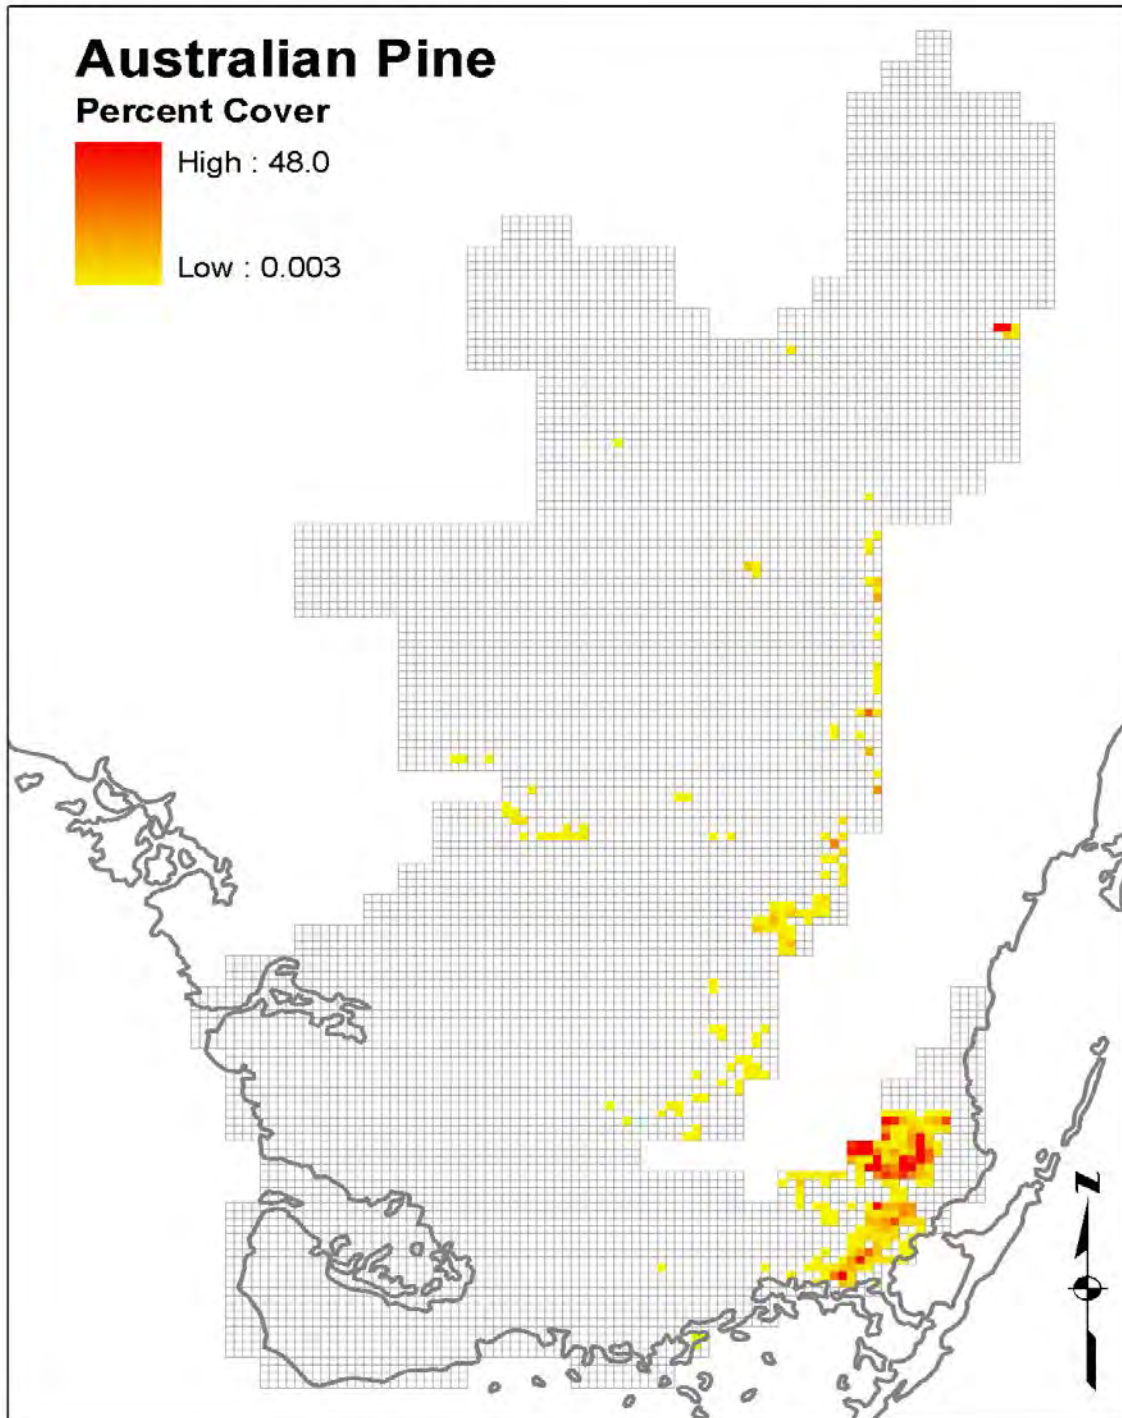 Australian Pine
Percent Cover
High : 48.0
Low : 0.003
N